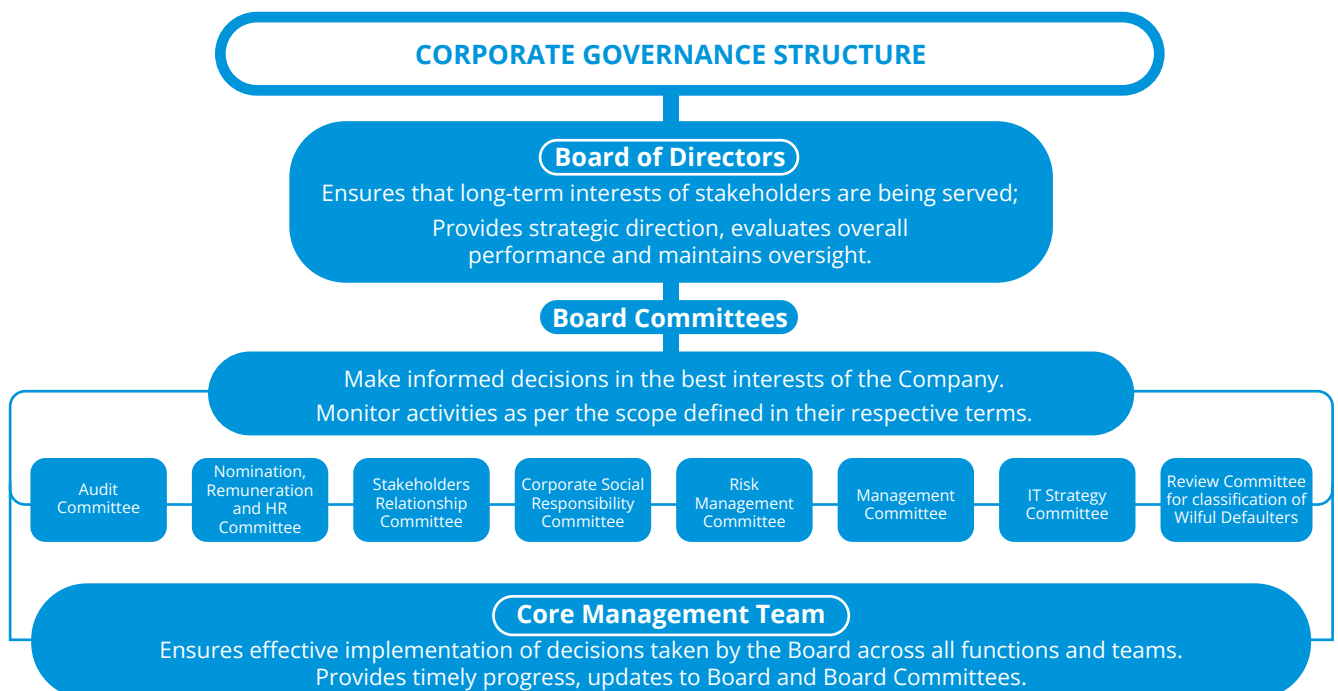 CORPORATE GOVERNANCE STRUCTURE
Board of Directors
Ensures that long-term interests of stakeholders are being served;
Provides strategic direction, evaluates overall
performance and maintains oversight.
Board Committees
Make informed decisions in the best interests of the Company.
Monitor activities as per the scope defined in their respective terms.
Audit
Committee
Nomination,
Remuneration
and HR
Committee
Stakeholders
Relationship
Committee
Corporate Social
Responsibility
Committee
Risk
Management
Committee
Management
Committee
IT Strategy
Committee
Review Committee
for classification of
Wilful Defaulters
Core Management Team
Ensures effective implementation of decisions taken by the Board across all functions and teams.
Provides timely progress, updates to Board and Board Committees.